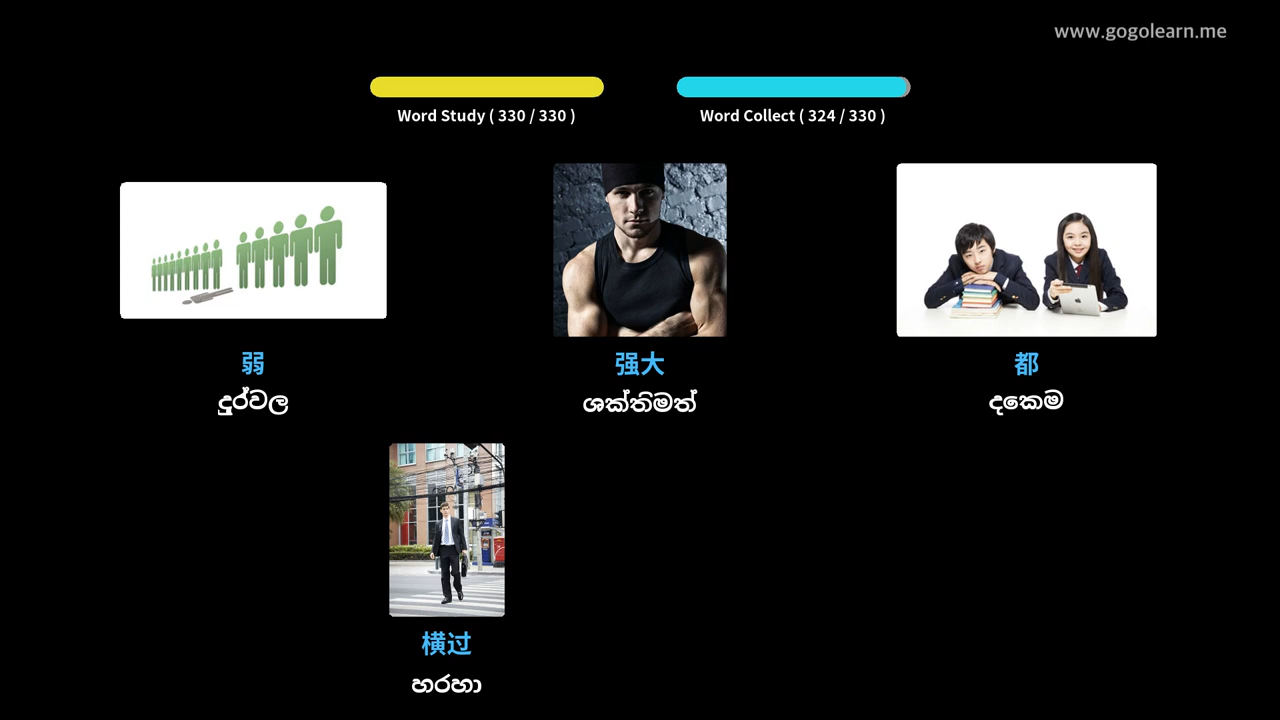 www.gogolearn.me
Word Study ( 330 / 330 )
Word Collect ( 324 / 330 )
弱
දුර්වල
强大
ශක්තිමත්
都
දෙකම
横过
හරහා